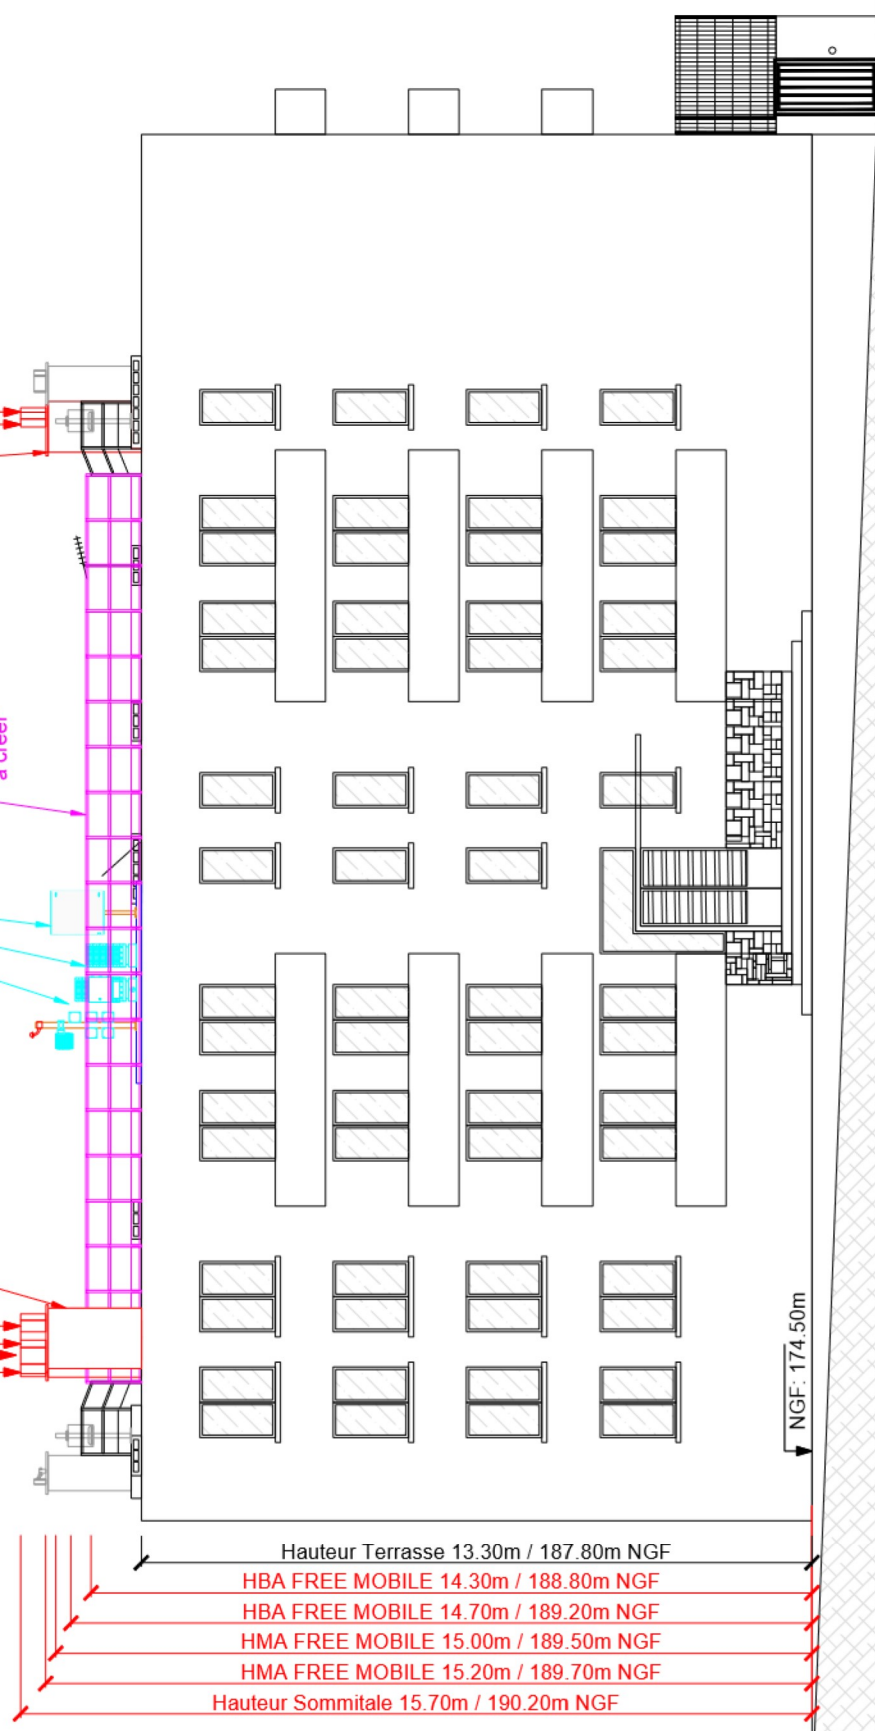 à créer
NGF: 174.50m
Hauteur Terrasse 13.30m / 187.80m NGF
HBA FREE MOBILE 14.30m / 188.80m NGF
HBA FREE MOBILE 14.70m / 189.20m NGF
HMA FREE MOBILE 15.00m / 189.50m NGF
HMA FREE MOBILE 15.20m / 189.70m NGF
Hauteur Sommitale 15.70m / 190.20m NGF